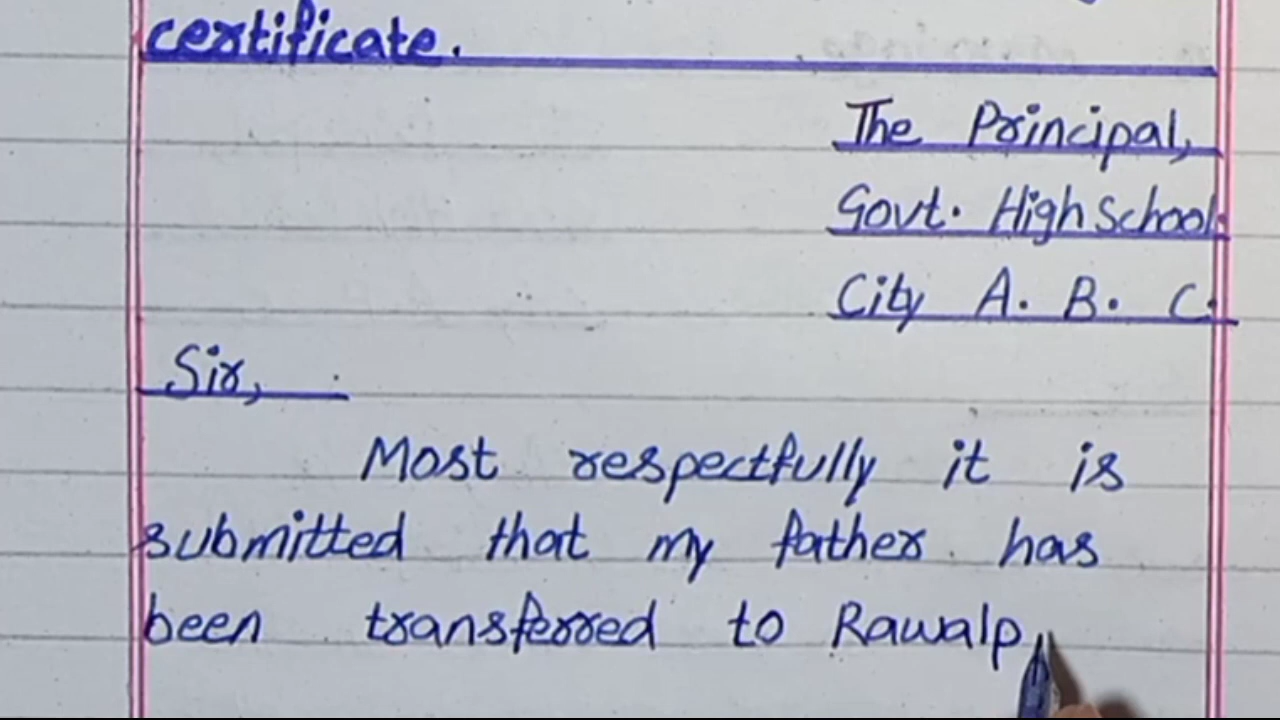 certificate.
The Principal,
Govt. High School.
City A. B. C.
Sir,
Most respectfully it is
submitted that my father has
been transferred to Rawalp